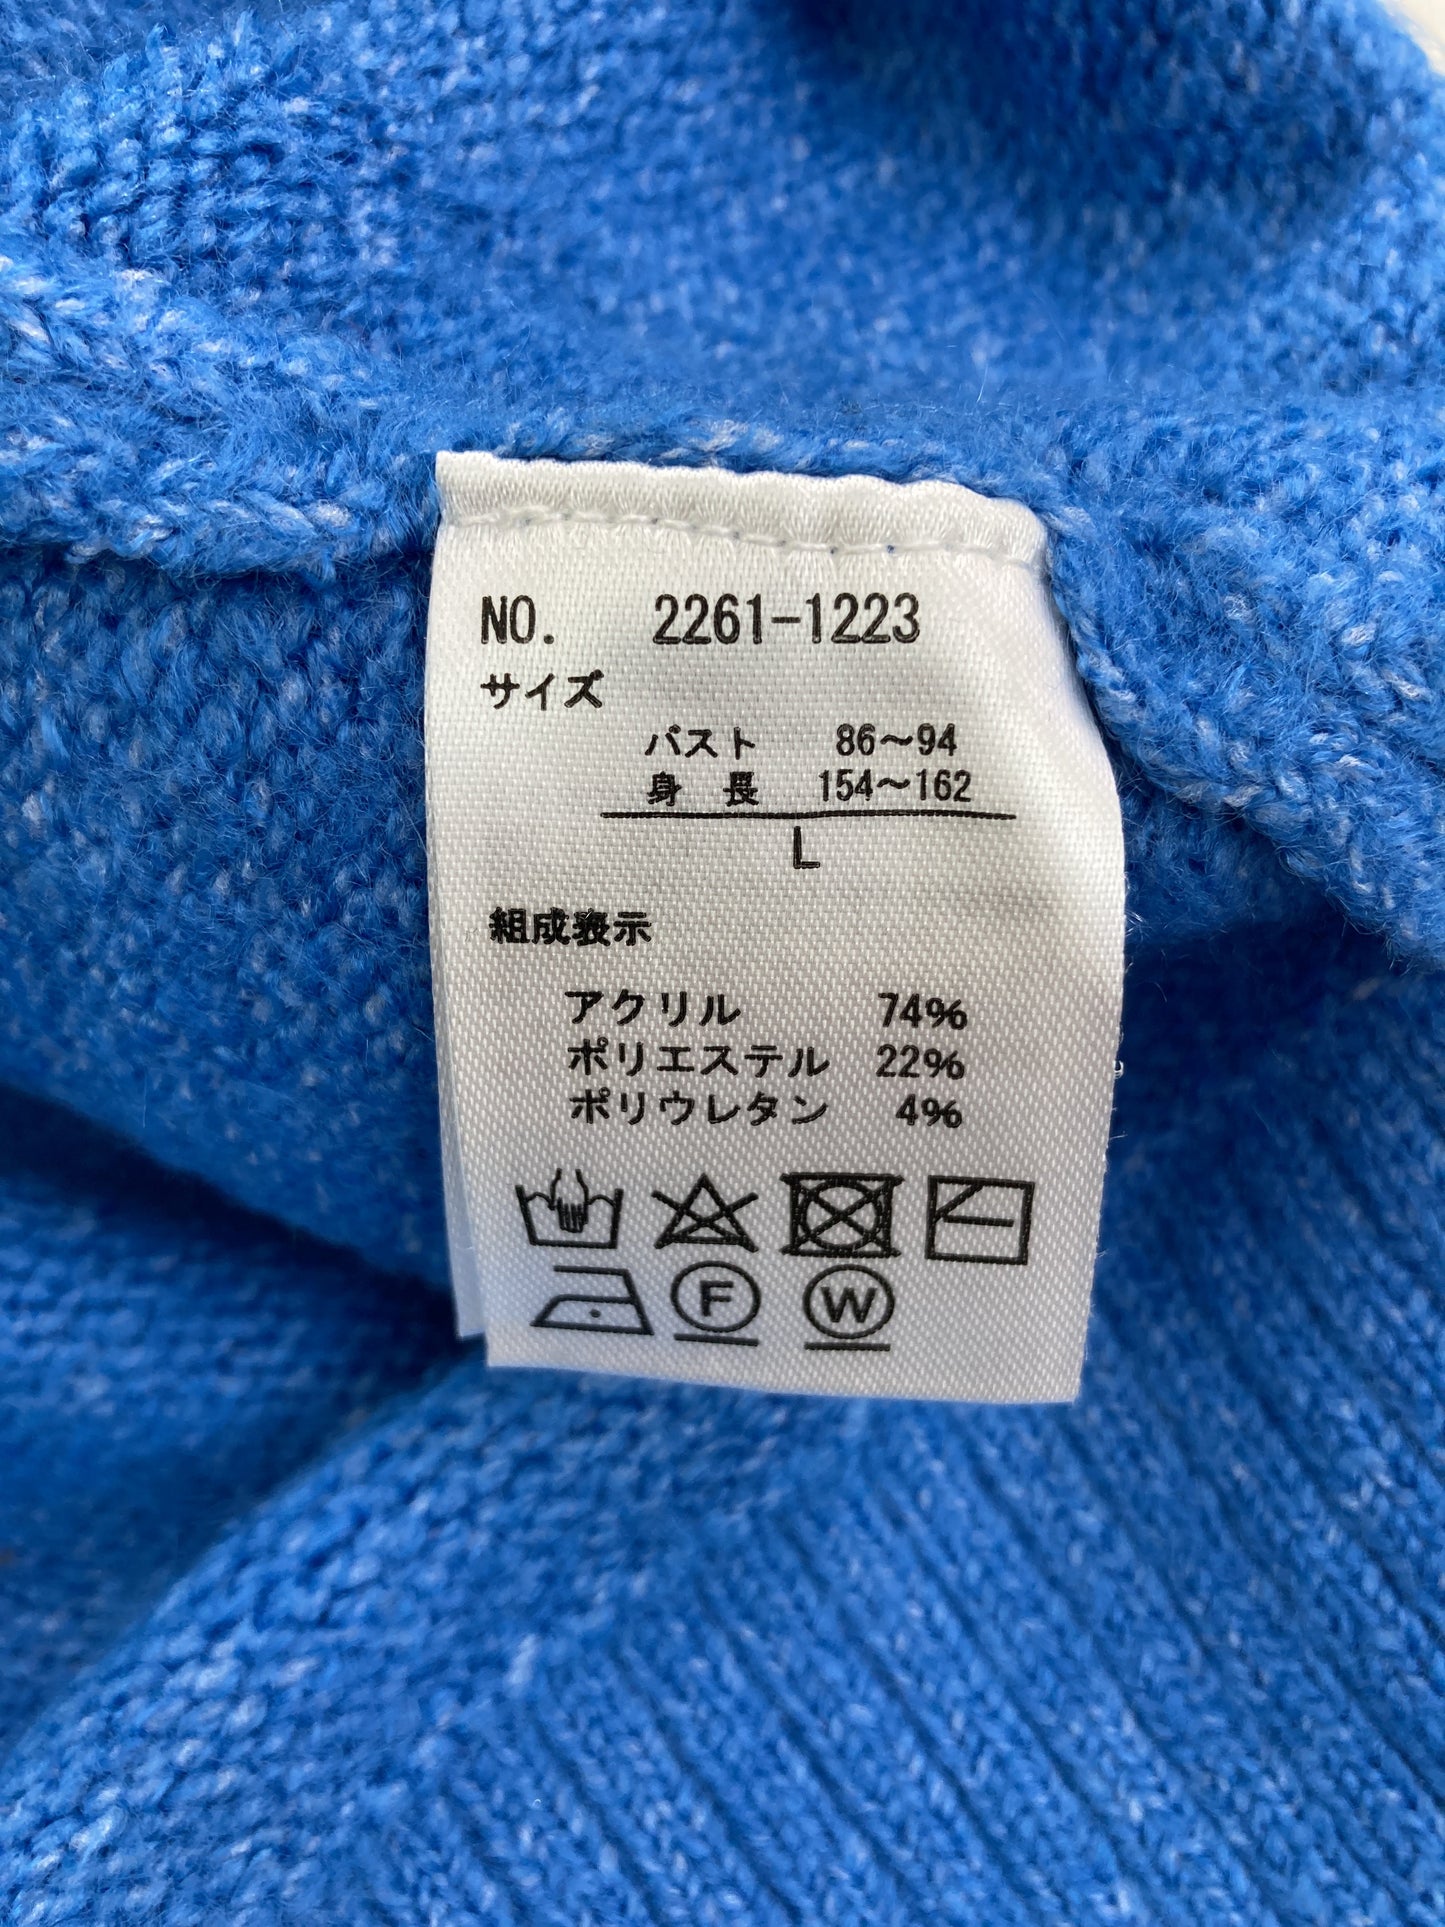 NO. 2261-1223
サイズ
バスト 86～94
身長 154～162
L
組成表示
アクリル 74%
ポリエステル 22%
ポリウレタン 4%
F W